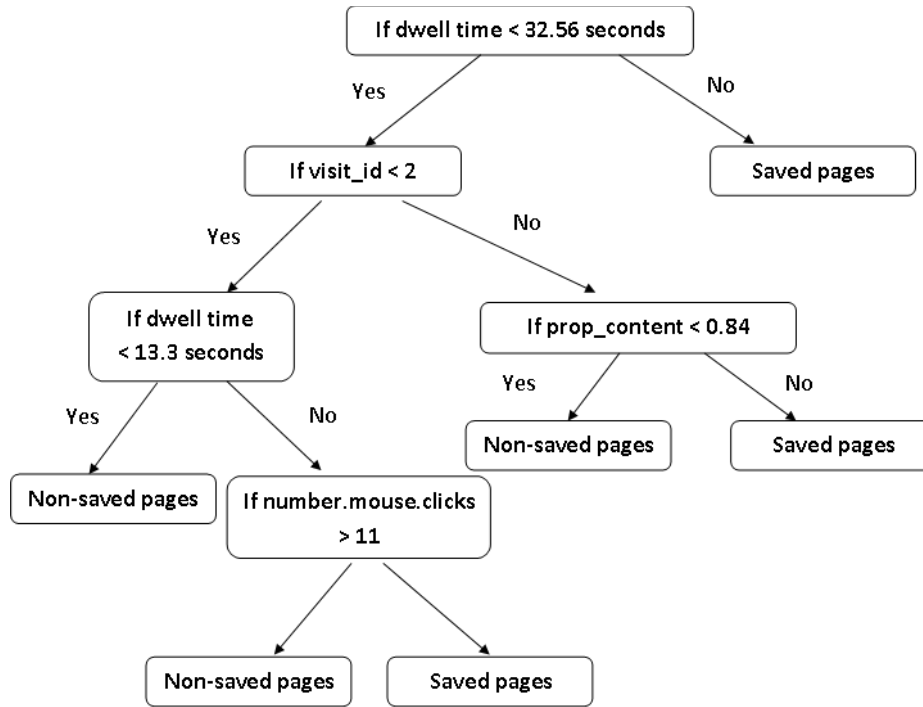 If dwell time < 32.56 seconds
Yes
No
If visit_id < 2
Saved pages
Yes
No
If dwell time
< 13.3 seconds
If prop_content < 0.84
Yes
No
Yes
No
Non-saved pages
Saved pages
Non-saved pages
If number.mouse.clicks
> 11
Non-saved pages
Saved pages